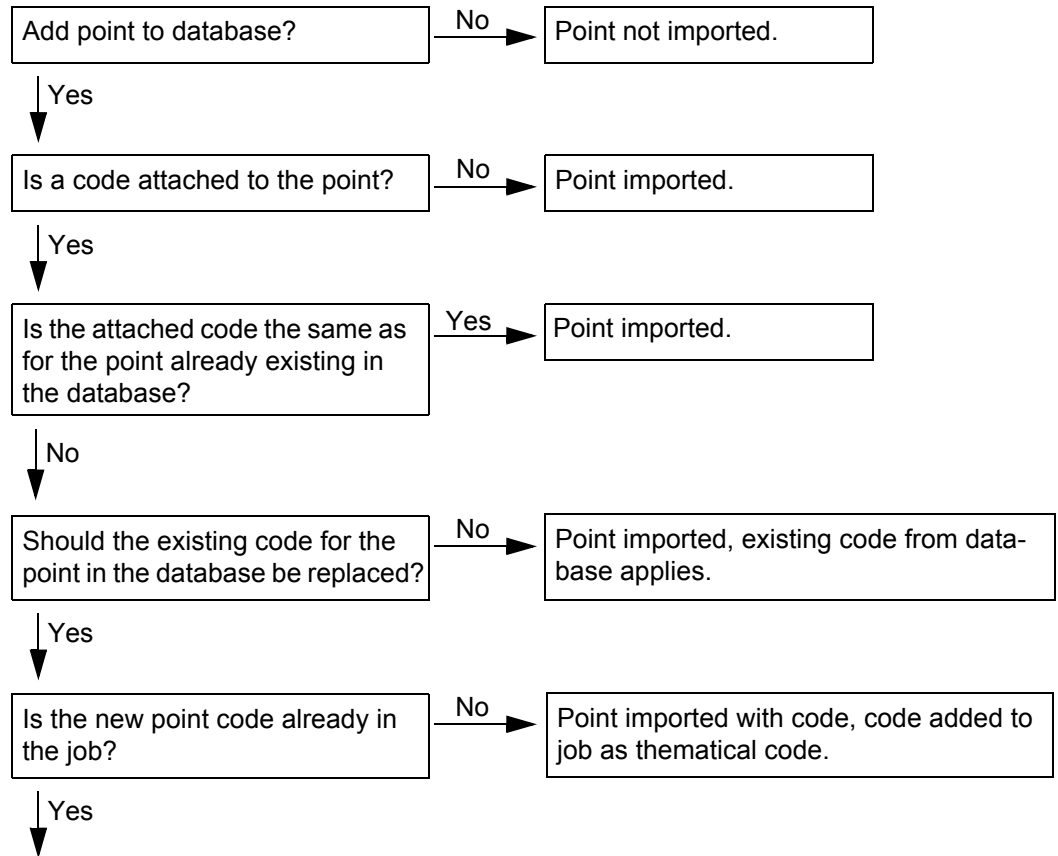 Add point to database?
No
Point not imported.
Yes
Is a code attached to the point?
No
Point imported.
Yes
Is the attached code the same as
for the point already existing in
the database?
Yes
Point imported.
No
Should the existing code for the
point in the database be replaced?
No
Point imported, existing code from data-
base applies.
Yes
Is the new point code already in
the job?
No
Point imported with code, code added to
job as thematical code.
Yes